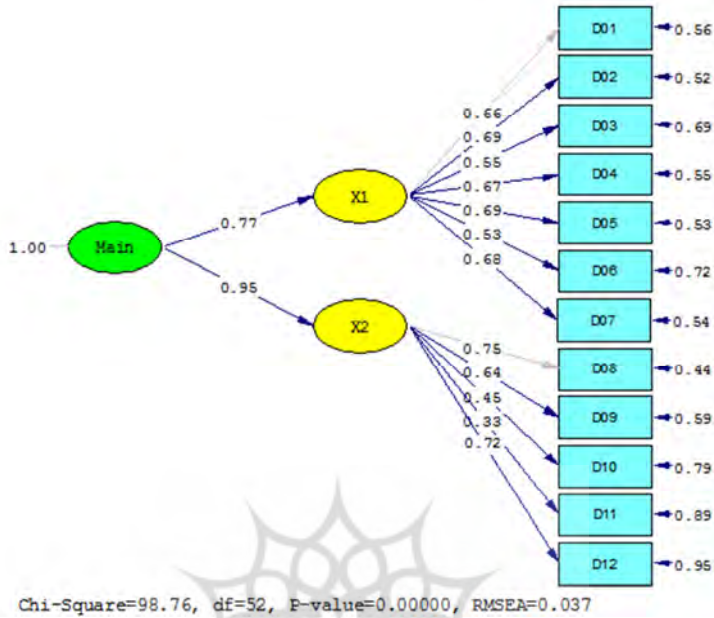 D01
0.56
D02
0.52
0.66
0.69
D03
0.69
0.55
D04
0.55
0.67
X1
0.69
D05
0.53
0.77
0.53
1.00
Main
D06
0.72
0.68
0.95
D07
0.54
X2
0.75
D08
0.44
0.64
0.45
D09
0.59
0.33
0.72
D10
0.79
D11
0.89
D12
0.95
Chi-Square=98.76, df=52, P-value=0.00000, RMSEA=0.037